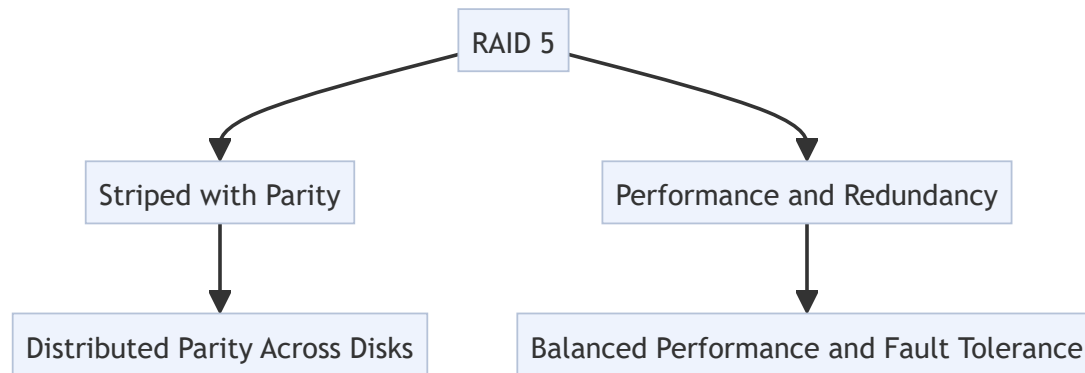 RAID 5
Striped with Parity
Performance and Redundancy
Distributed Parity Across Disks
Balanced Performance and Fault Tolerance